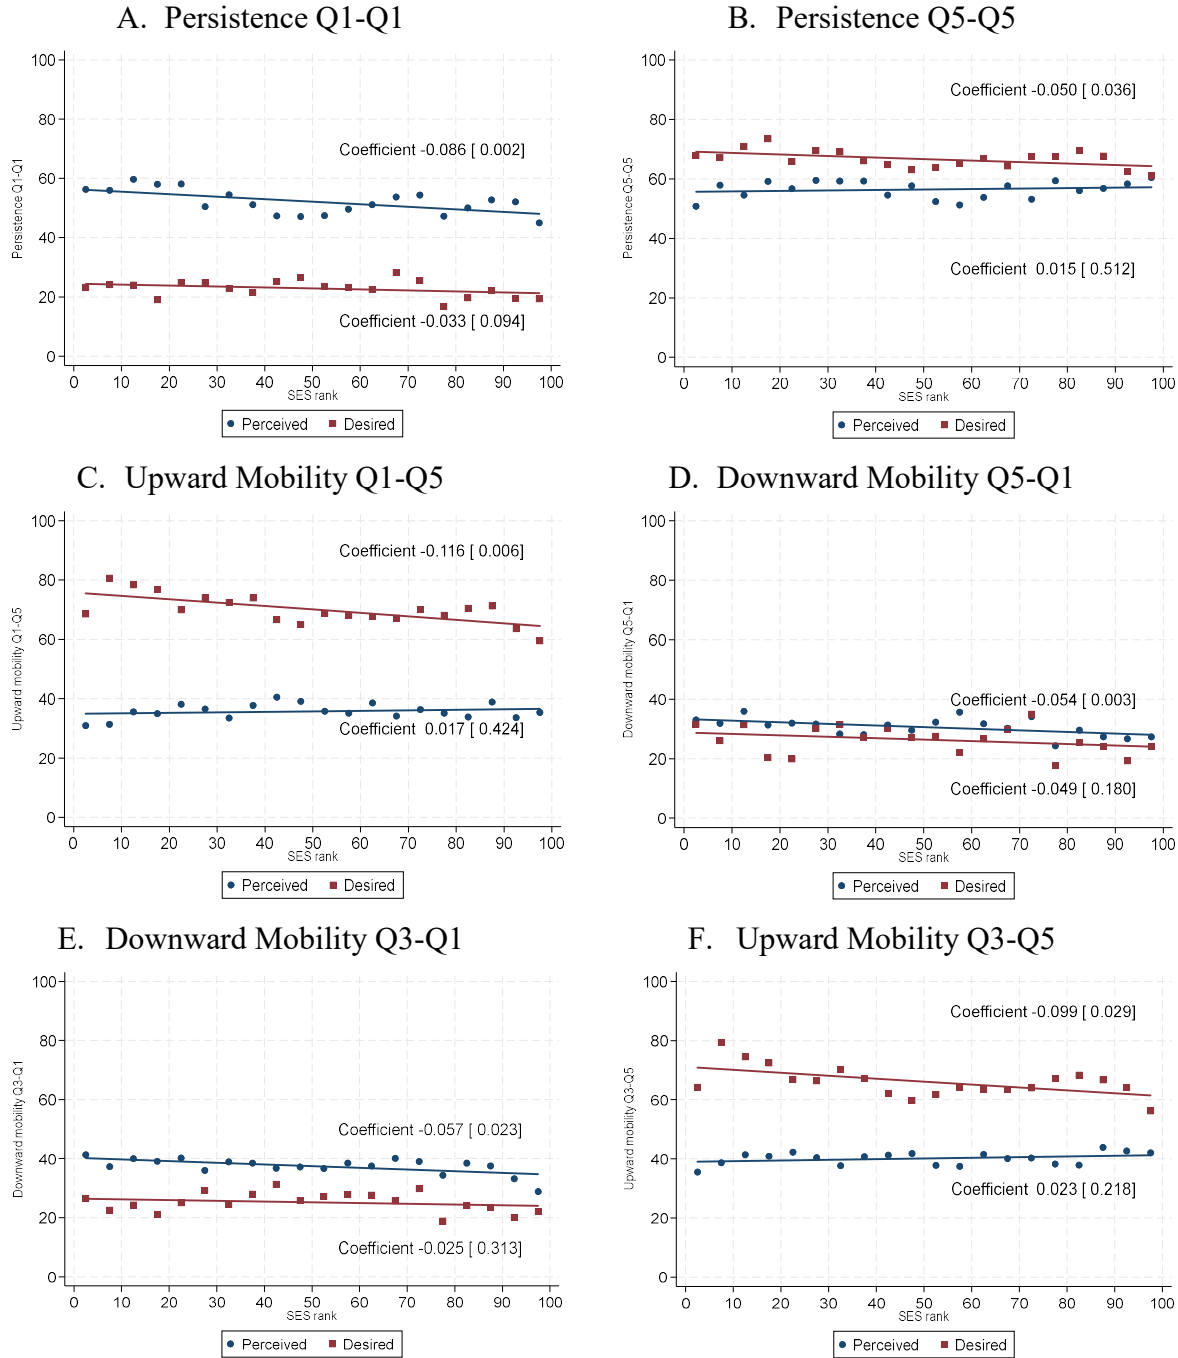 A. Persistence Q1-Q1
100
80
Coefficient -0.086 [ 0.002]
60
Persistence Q1-Q1
40
20
Coefficient -0.033 [ 0.094]
0
0 10 20 30 40 50 60 70 80 90 100
SES rank
Perceived Desired
B. Persistence Q5-Q5
100
Coefficient -0.050 [ 0.036]
80
60
Persistence Q5-Q5
40
Coefficient 0.015 [ 0.512]
20
0
0 10 20 30 40 50 60 70 80 90 100
SES rank
Perceived Desired
C. Upward Mobility Q1-Q5
100
Coefficient -0.116 [ 0.006]
80
60
Upward mobility Q1-Q5
40
Coefficient 0.017 [ 0.424]
20
0
0 10 20 30 40 50 60 70 80 90 100
SES rank
Perceived Desired
D. Downward Mobility Q5-Q1
100
80
60
Downward mobility Q5-Q1
40
Coefficient -0.054 [ 0.003]
20
Coefficient -0.049 [ 0.180]
0
0 10 20 30 40 50 60 70 80 90 100
SES rank
Perceived Desired
E. Downward Mobility Q3-Q1
100
80
60
Downward mobility Q3-Q1
Coefficient -0.057 [ 0.023]
40
20
Coefficient -0.025 [ 0.313]
0
0 10 20 30 40 50 60 70 80 90 100
SES rank
Perceived Desired
F. Upward Mobility Q3-Q5
100
Coefficient -0.099 [ 0.029]
80
60
Upward mobility Q3-Q5
40
Coefficient 0.023 [ 0.218]
20
0
0 10 20 30 40 50 60 70 80 90 100
SES rank
Perceived Desired